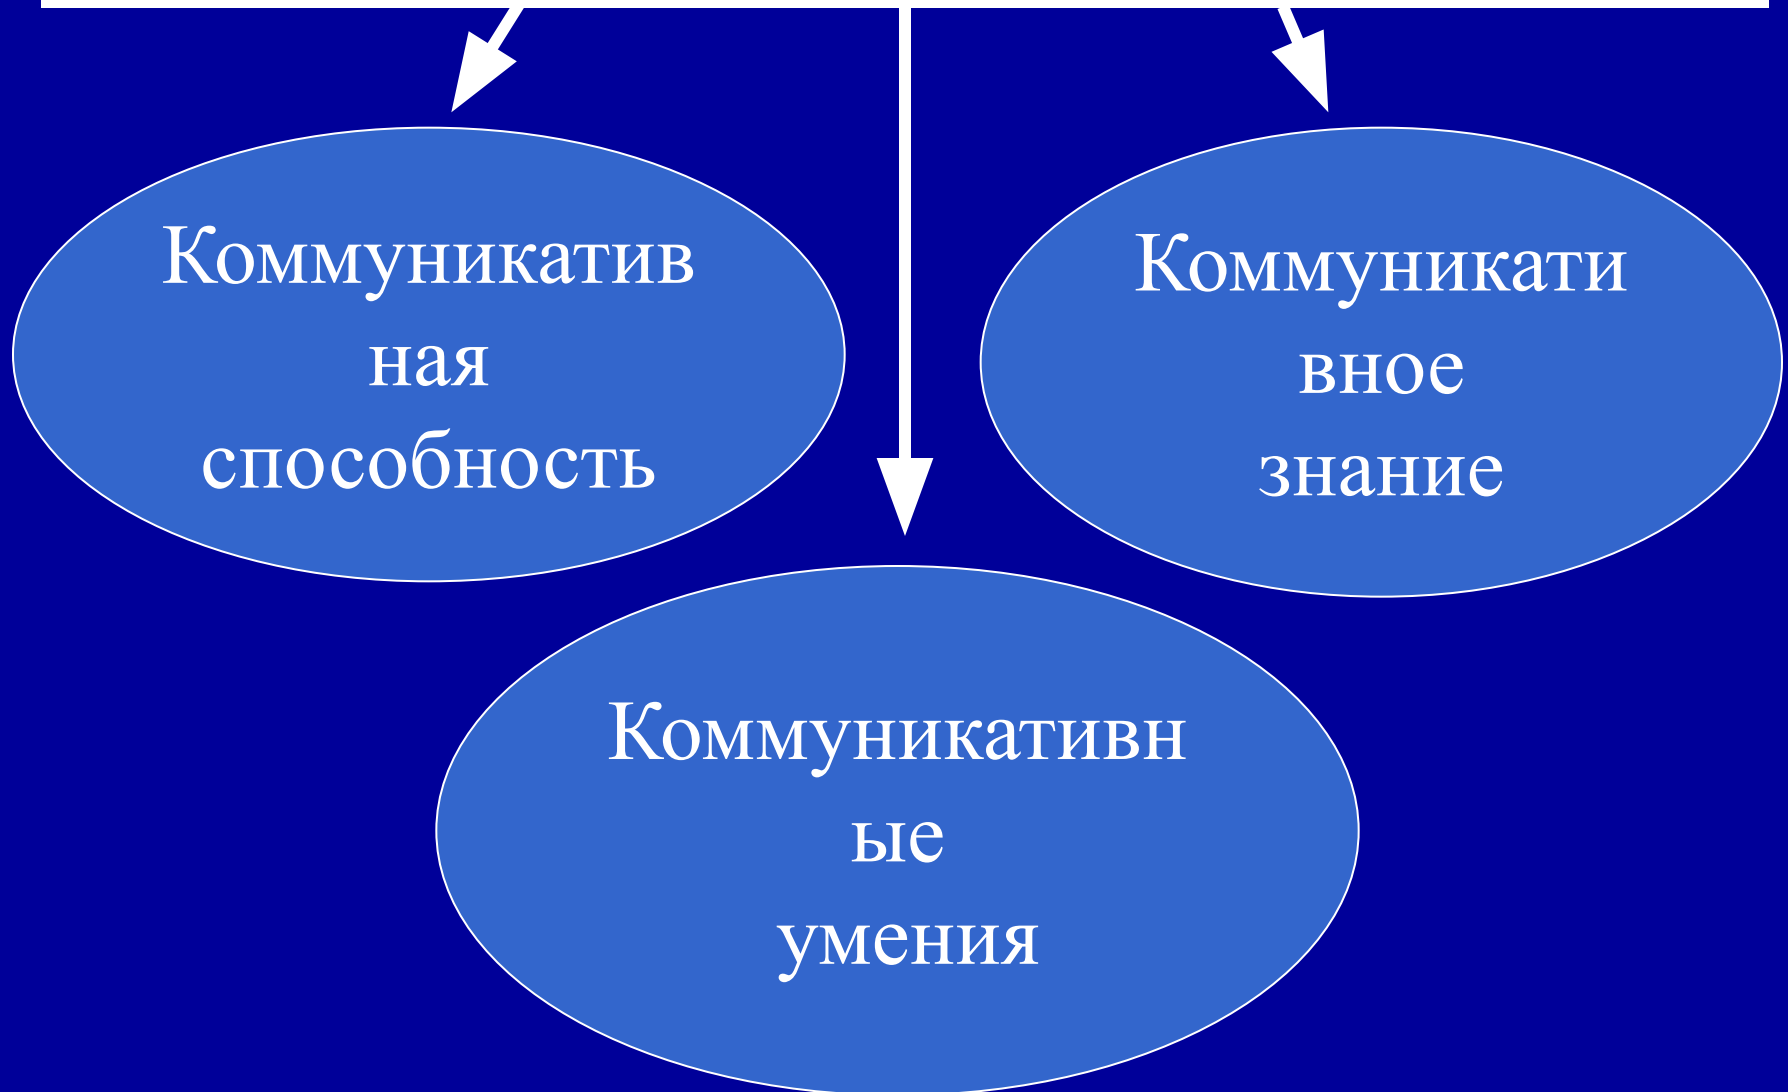 Коммуникатив
ная
способность
Коммуникати
вное
знание
Коммуникативн
ые
умения